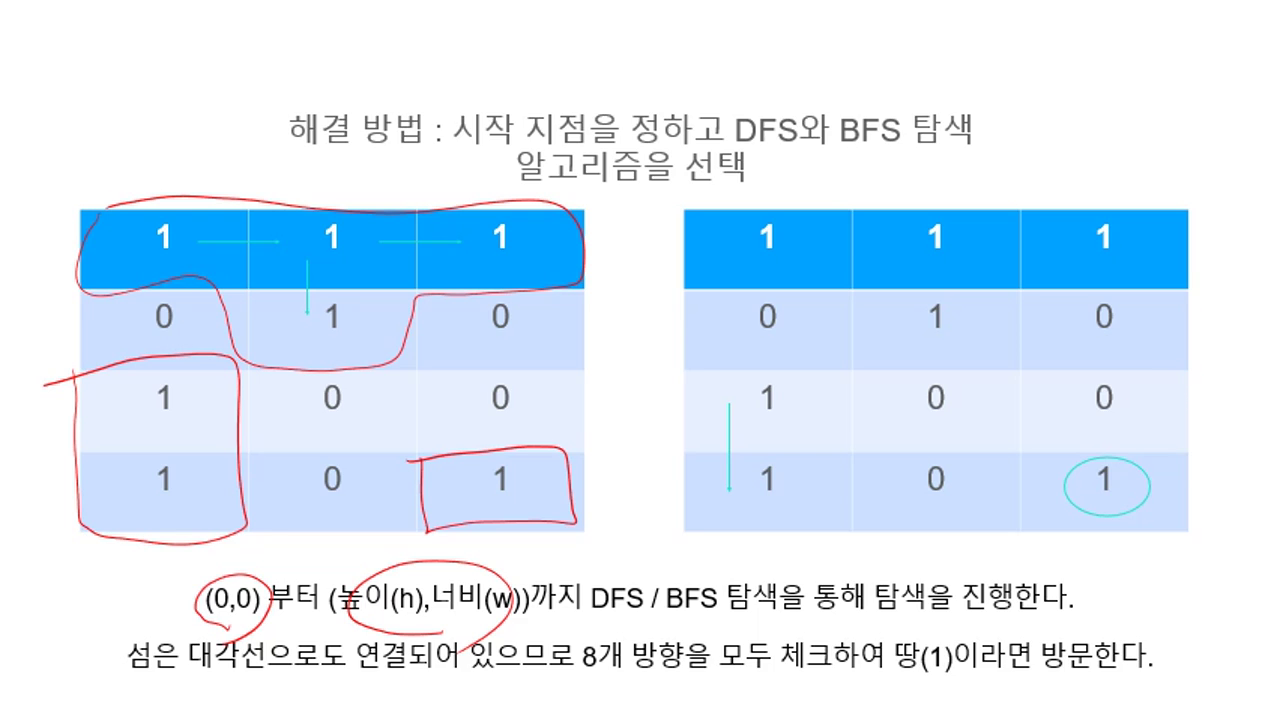 해결 방법 : 시작 지점을 정하고 DFS와 BFS 탐색
알고리즘을 선택
1 1 1
0 1 0
1 0 0
1 0 1
1 1 1
0 1 0
1 0 0
1 0 1
(0,0) 부터 (높이(h),너비(w))까지 DFS / BFS 탐색을 통해 탐색을 진행한다.
섬은 대각선으로도 연결되어 있으므로 8개 방향을 모두 체크하여 땅(1)이라면 방문한다.